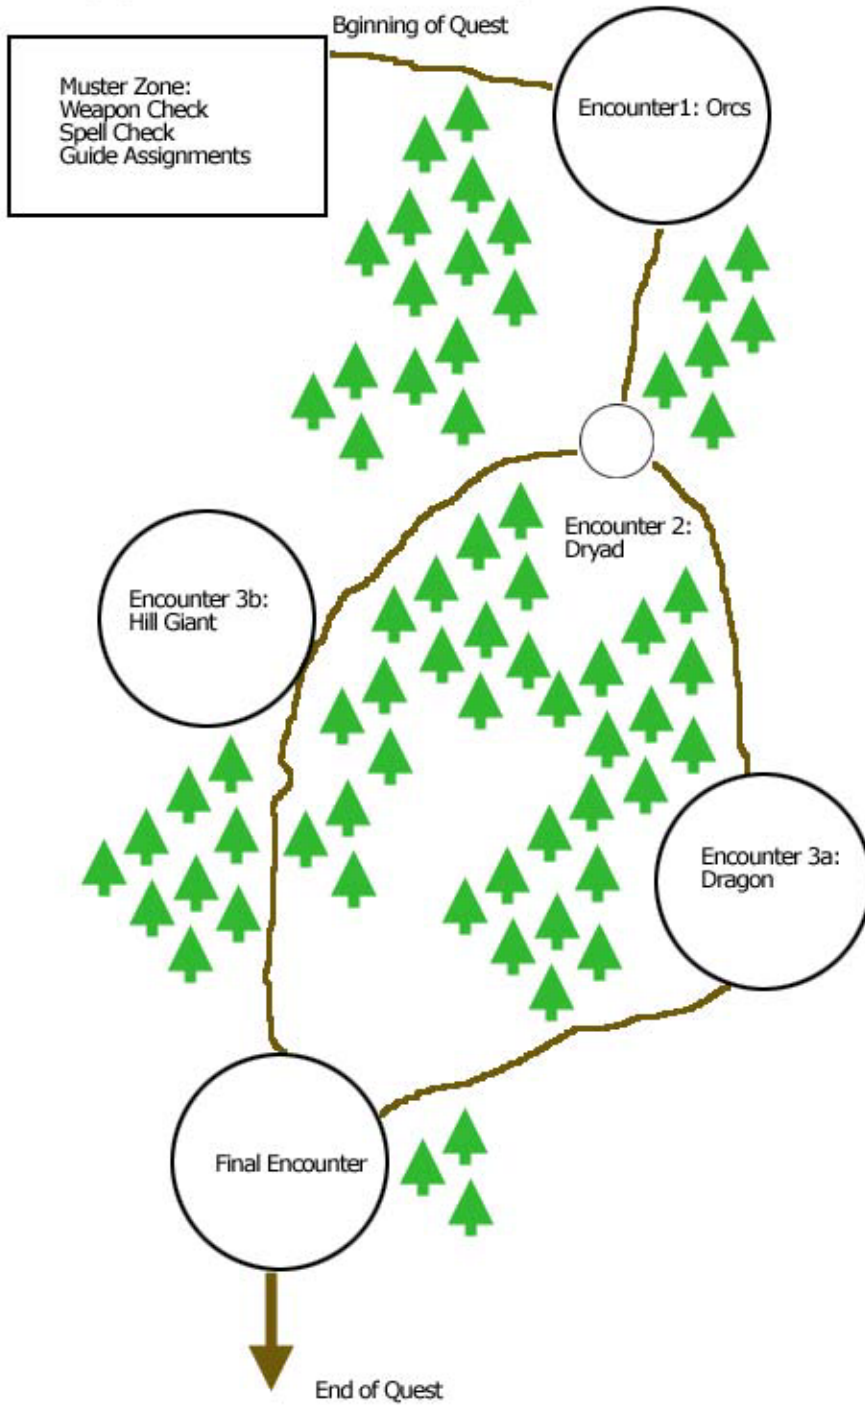 Bginning of Quest
Muster Zone:
Weapon Check
Spell Check
Guide Assignments
Encounter1: Orcs
Encounter 2:
Dryad
Encounter 3b:
Hill Giant
Encounter 3a:
Dragon
Final Encounter
End of Quest